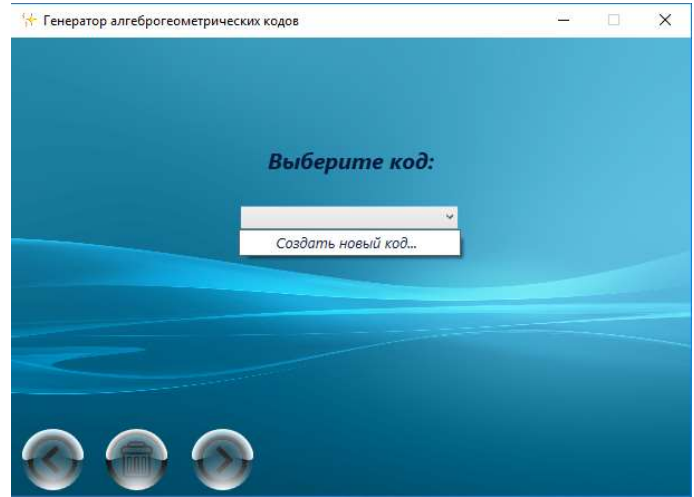 Генератор алгеброгеометрических кодов
Выберите код:
Создать новый код...